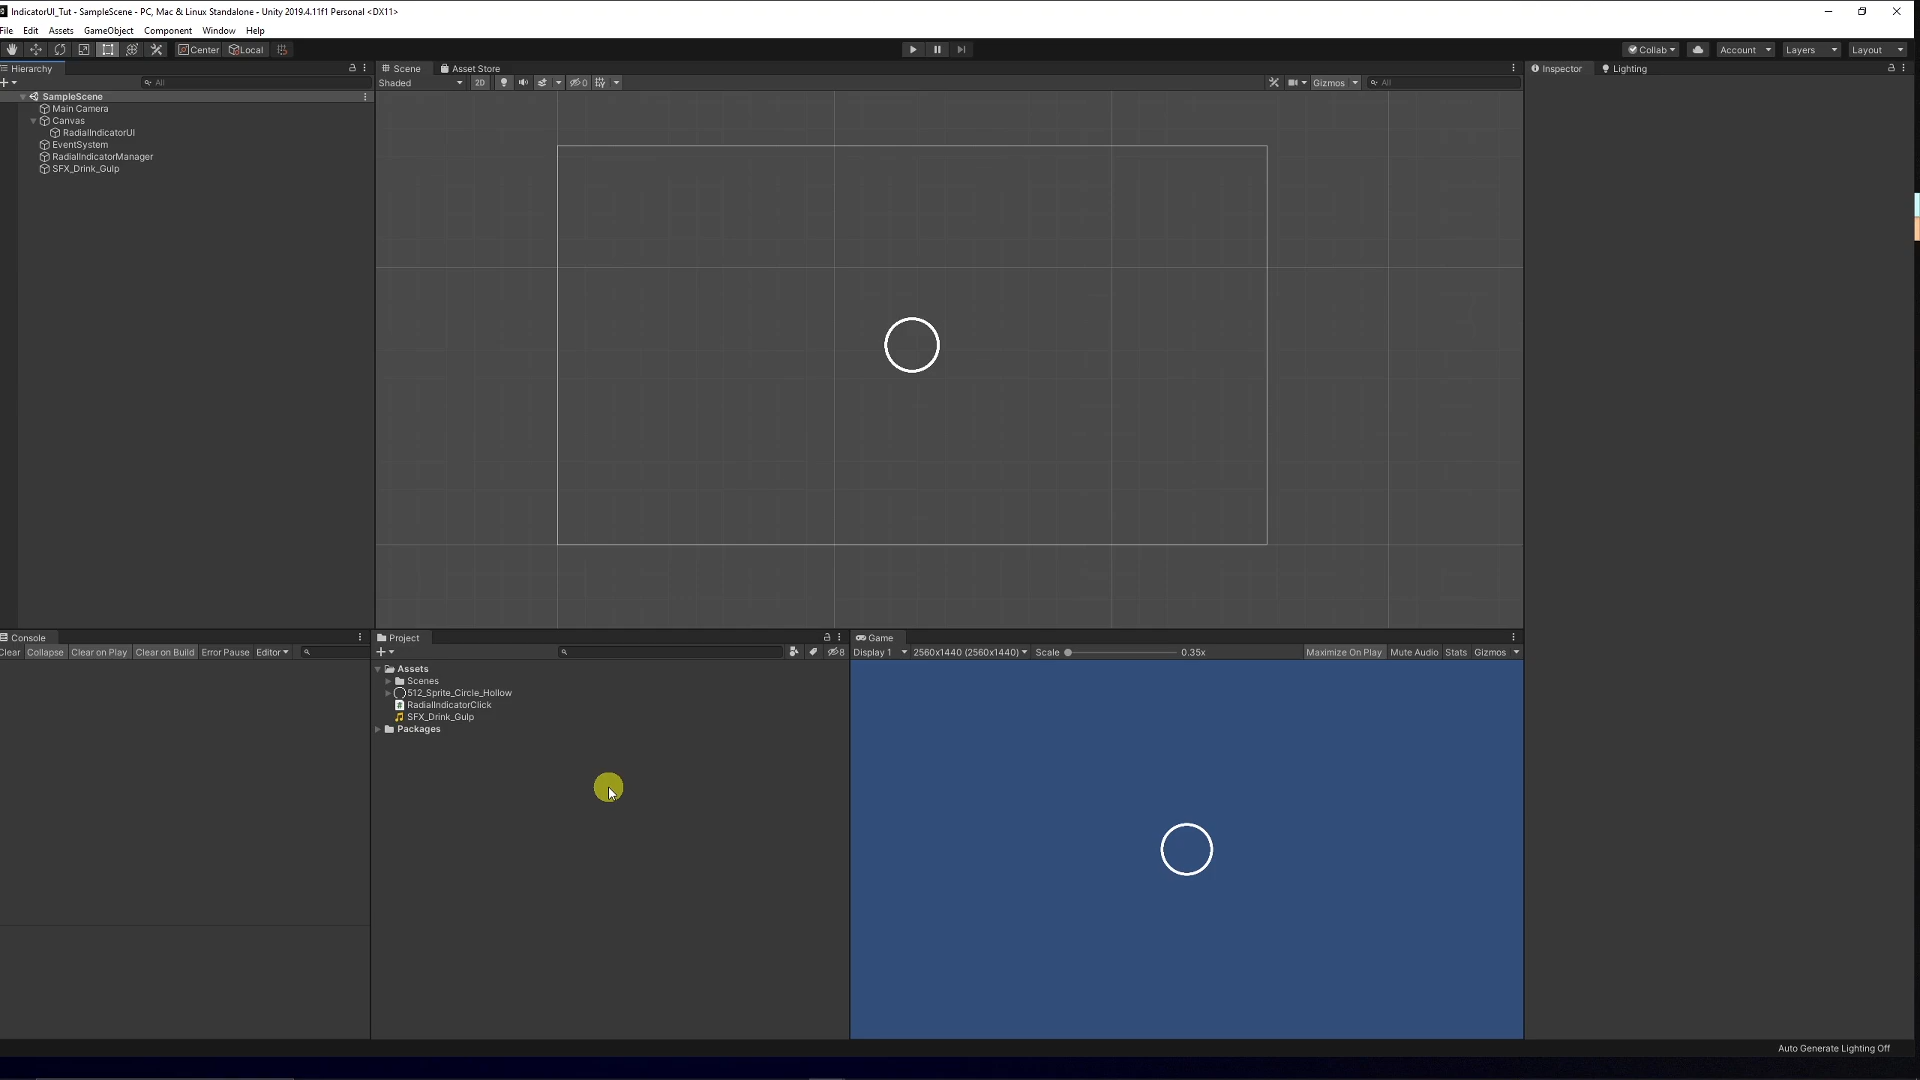 IndicatorUI_Tut - SampleScene - PC, Mac & Linux Standalone - Unity 2019.4.11f1 Personal <DX11>
File Edit Assets GameObject Component Window Help
Center Local Collab Account Layers Layout
Hierarchy
All
SampleScene
Main Camera
Canvas
RadialIndicatorUI
EventSystem
RadialIndicatorManager
SFX_Drink_Gulp
Scene Asset Store
Shaded 2D 0 Gizmos All
Inspector Lighting
Console
Clear Collapse Clear on Play Clear on Build Error Pause Editor
Project
8
Assets
Scenes
512_Sprite_Circle_Hollow
RadialIndicatorClick
SFX_Drink_Gulp
Packages
Game
Display 1 2560x1440 (2560x1440) Scale 0.35x Maximize On Play Mute Audio Stats Gizmos
Auto Generate Lighting Off